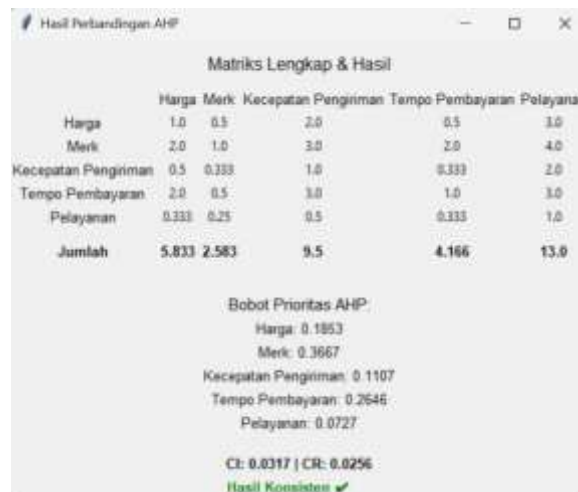 Hasil Perbandingan AHP
Matriks Lengkap & Hasil
Harga Merk Kecepatan Pengiriman Tempo Pembayaran Pelayana
Harga 1.0 0.5 2.0 0.5 3.0
Merk 2.0 1.0 3.0 2.0 4.0
Kecepatan Pengiriman 0.5 0.333 1.0 0.333 2.0
Tempo Pembayaran 2.0 0.5 3.0 1.0 3.0
Pelayanan 0.333 0.25 0.5 0.333 1.0
Jumlah 5.833 2.583 9.5 4.166 13.0
Bobot Prioritas AHP:
Harga: 0.1853
Merk: 0.3667
Kecepatan Pengiriman: 0.1107
Tempo Pembayaran: 0.2646
Pelayanan: 0.0727
CI: 0.0317 | CR: 0.0256
Hasil Konsisten ✔